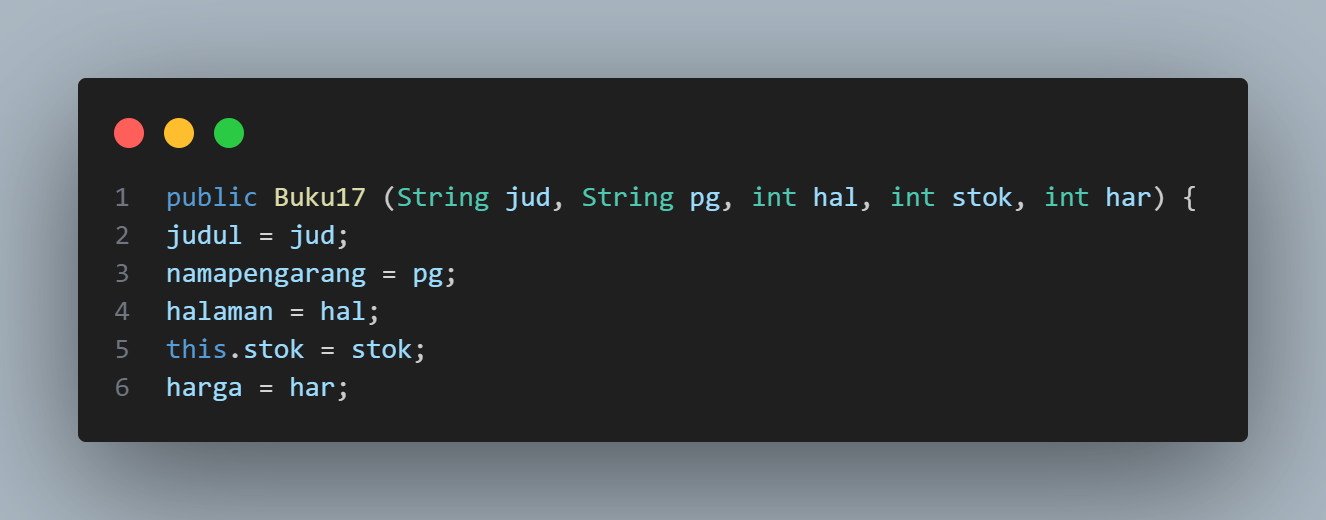 1 public Buku17 (String jud, String pg, int hal, int stok, int har) {
2 judul = jud;
3 namapengarang = pg;
4 halaman = hal;
5 this.stok = stok;
6 harga = har;